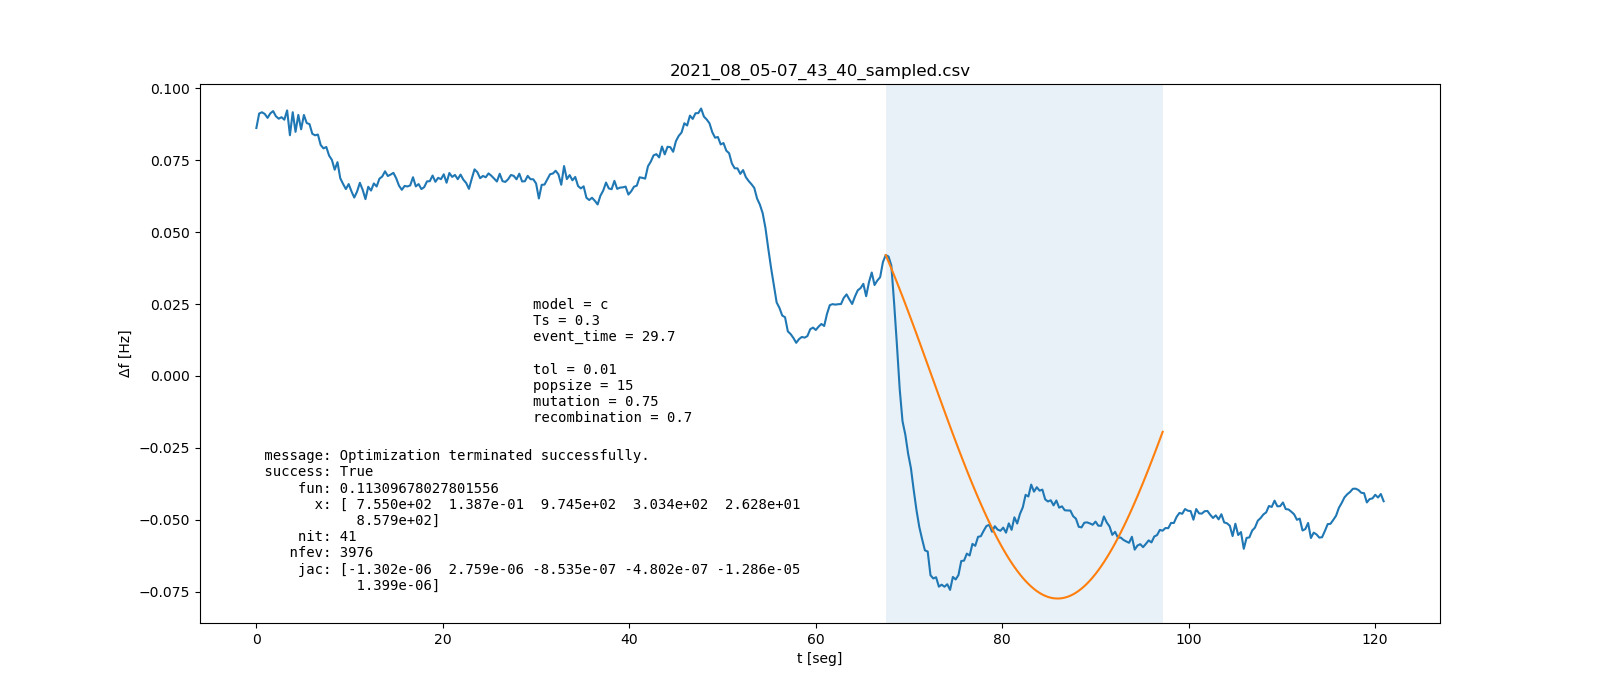 2021_08_05-07_43_40_sampled.csv
0.100
0.075
0.050
0.025
0.000
−0.025
−0.050
−0.075
Δf [Hz]
model = c
Ts = 0.3
event_time = 29.7
tol = 0.01
popsize = 15
mutation = 0.75
recombination = 0.7
message: Optimization terminated successfully.
success: True
fun: 0.11309678027801556
x: [ 7.550e+02  1.387e-01  9.745e+02  3.034e+02  2.628e+01
8.579e+02]
nit: 41
nfev: 3976
jac: [-1.302e-06  2.759e-06 -8.535e-07 -4.802e-07 -1.286e-05
1.399e-06]
0 20 40 60 80 100 120
t [seg]